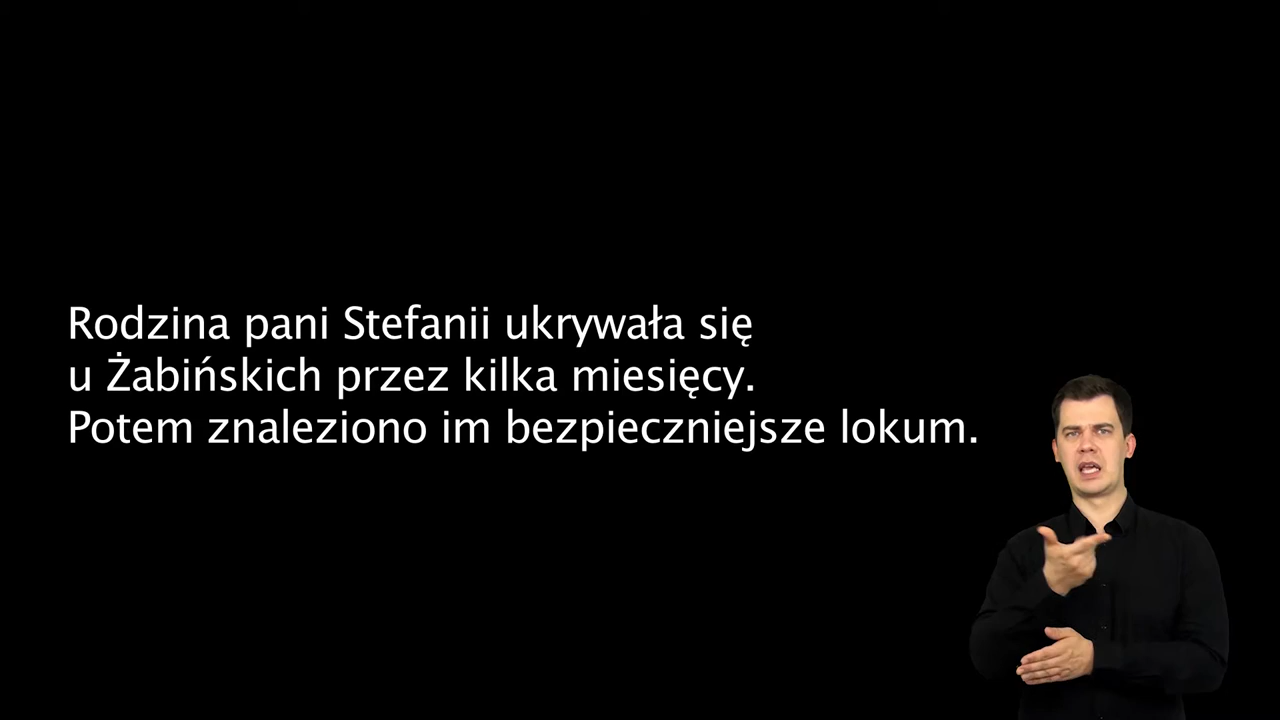 Rodzina pani Stefanii ukrywała się
u Żabińskich przez kilka miesięcy.
Potem znaleziono im bezpieczniejsze lokum.